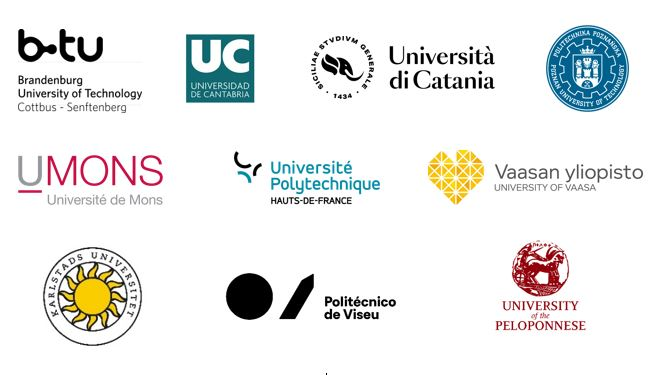 b-tu
Brandenburg
University of Technology
Cottbus - Senftenberg
UC
UNIVERSIDAD
DE CANTABRIA
SICILIAE STVDIVM GENERALE
· 1434 ·
Università
di Catania
POLITECHNIKA POZNAŃSKA
POZNAN UNIVERSITY OF TECHNOLOGY
UMONS
Université de Mons
Université
Polytechnique
HAUTS-DE-FRANCE
Vaasan yliopisto
UNIVERSITY OF VAASA
KARLSTADS UNIVERSITET
Politécnico
de Viseu
UNIVERSITY
of the
PELOPONNESE